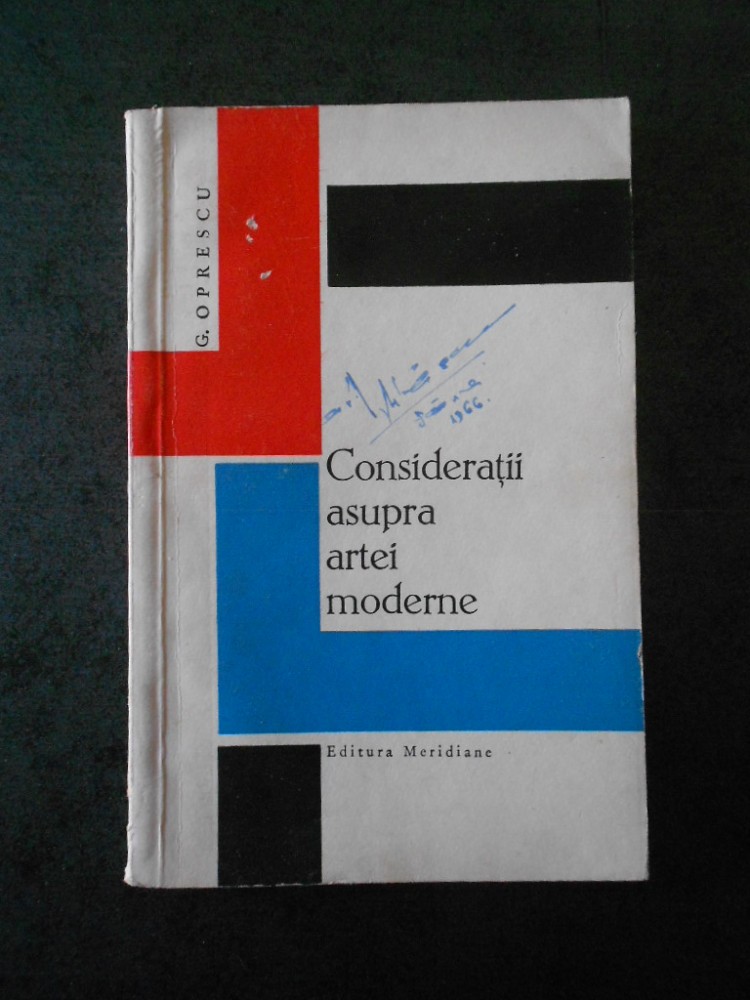 G. OPRESCU
1966.
Considerații
asupra
artei
moderne
Editura Meridiane